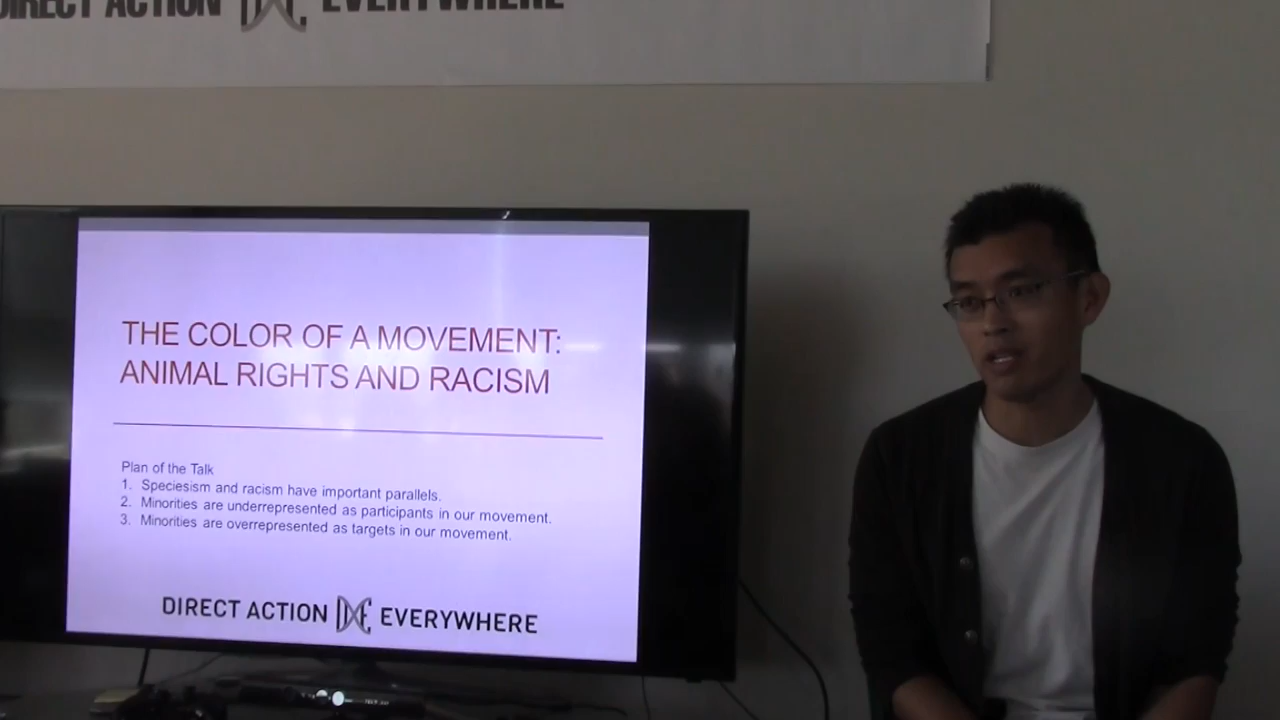 DIRECT ACTION DXE EVERYWHERE
THE COLOR OF A MOVEMENT:
ANIMAL RIGHTS AND RACISM
Plan of the Talk
1. Speciesism and racism have important parallels.
2. Minorities are underrepresented as participants in our movement.
3. Minorities are overrepresented as targets in our movement.
DIRECT ACTION DXE EVERYWHERE